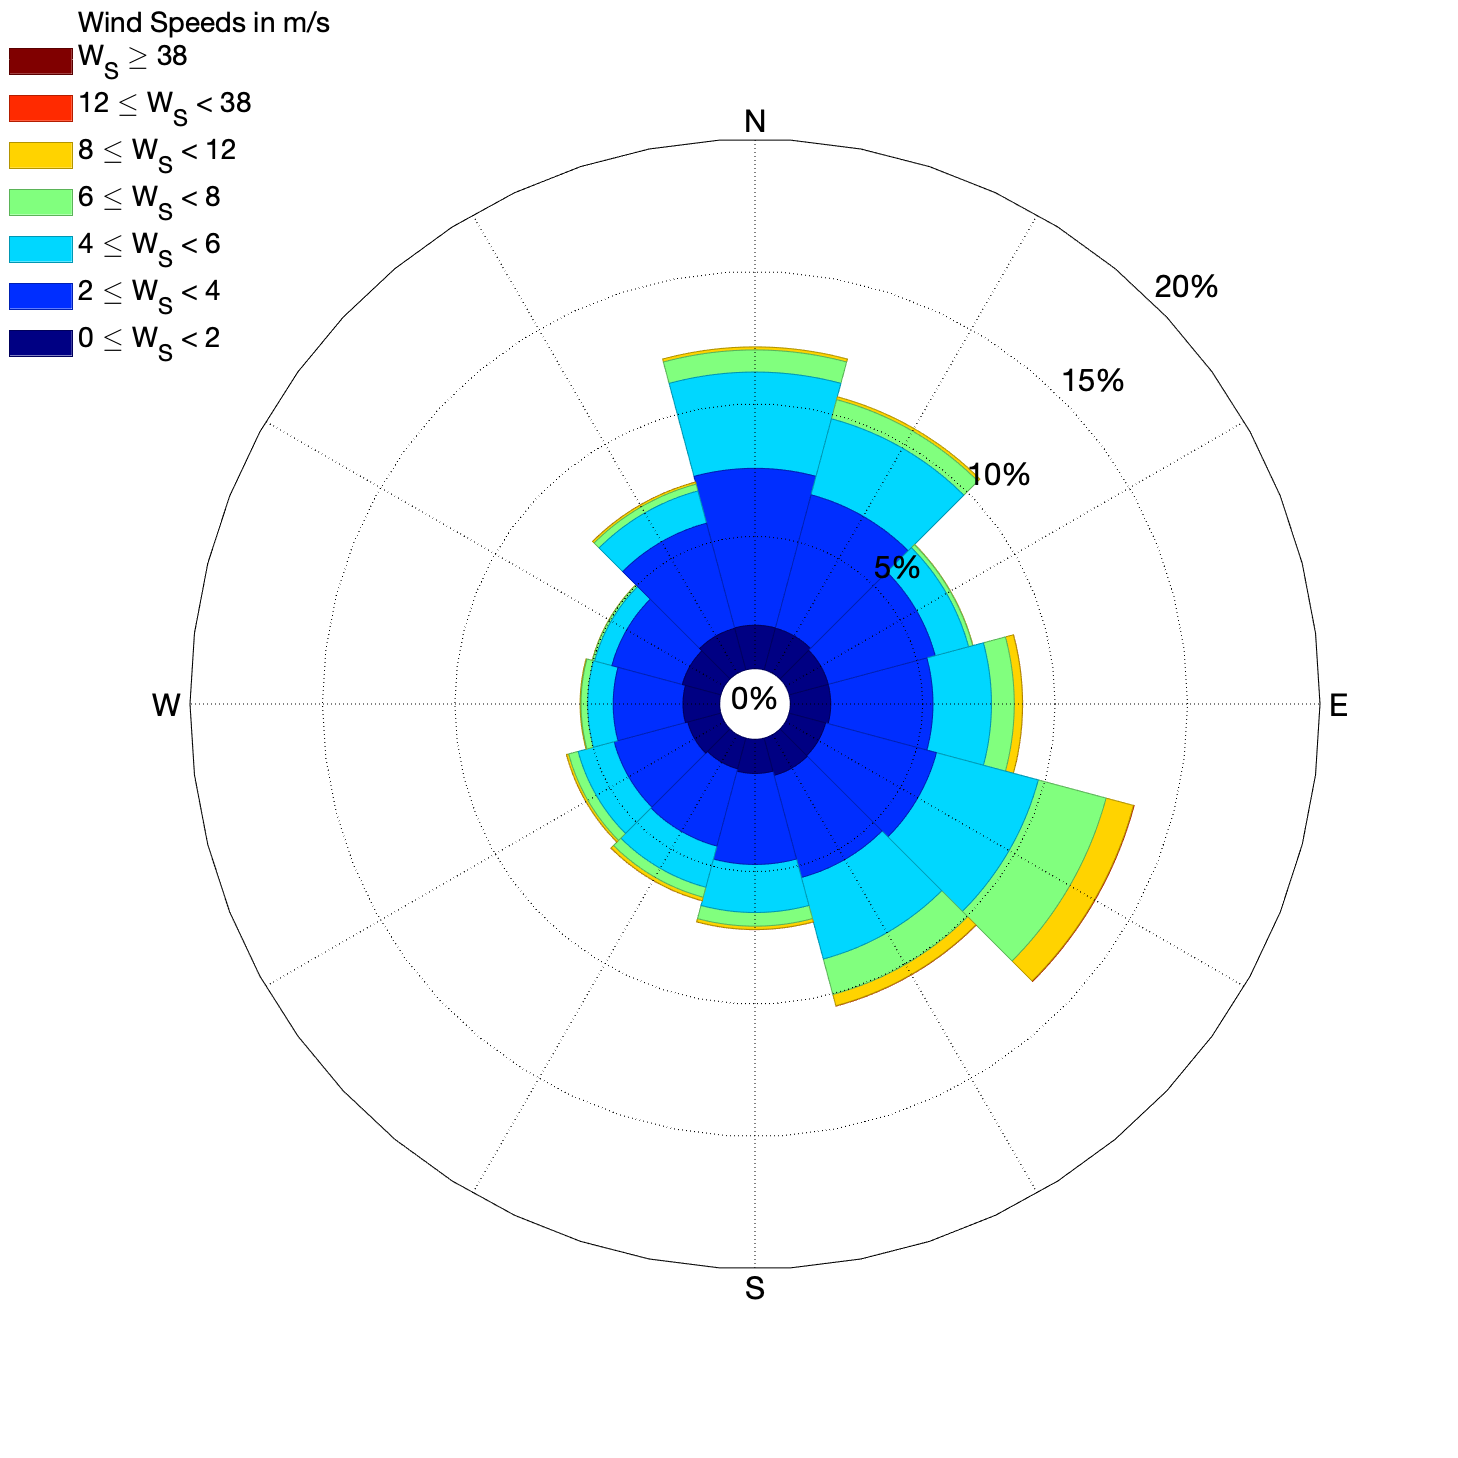 Wind Speeds in m/s
W_S ≥ 38
12 ≤ W_S < 38
8 ≤ W_S < 12
6 ≤ W_S < 8
4 ≤ W_S < 6
2 ≤ W_S < 4
0 ≤ W_S < 2
N
20%
15%
10%
5%
0%
W
E
S